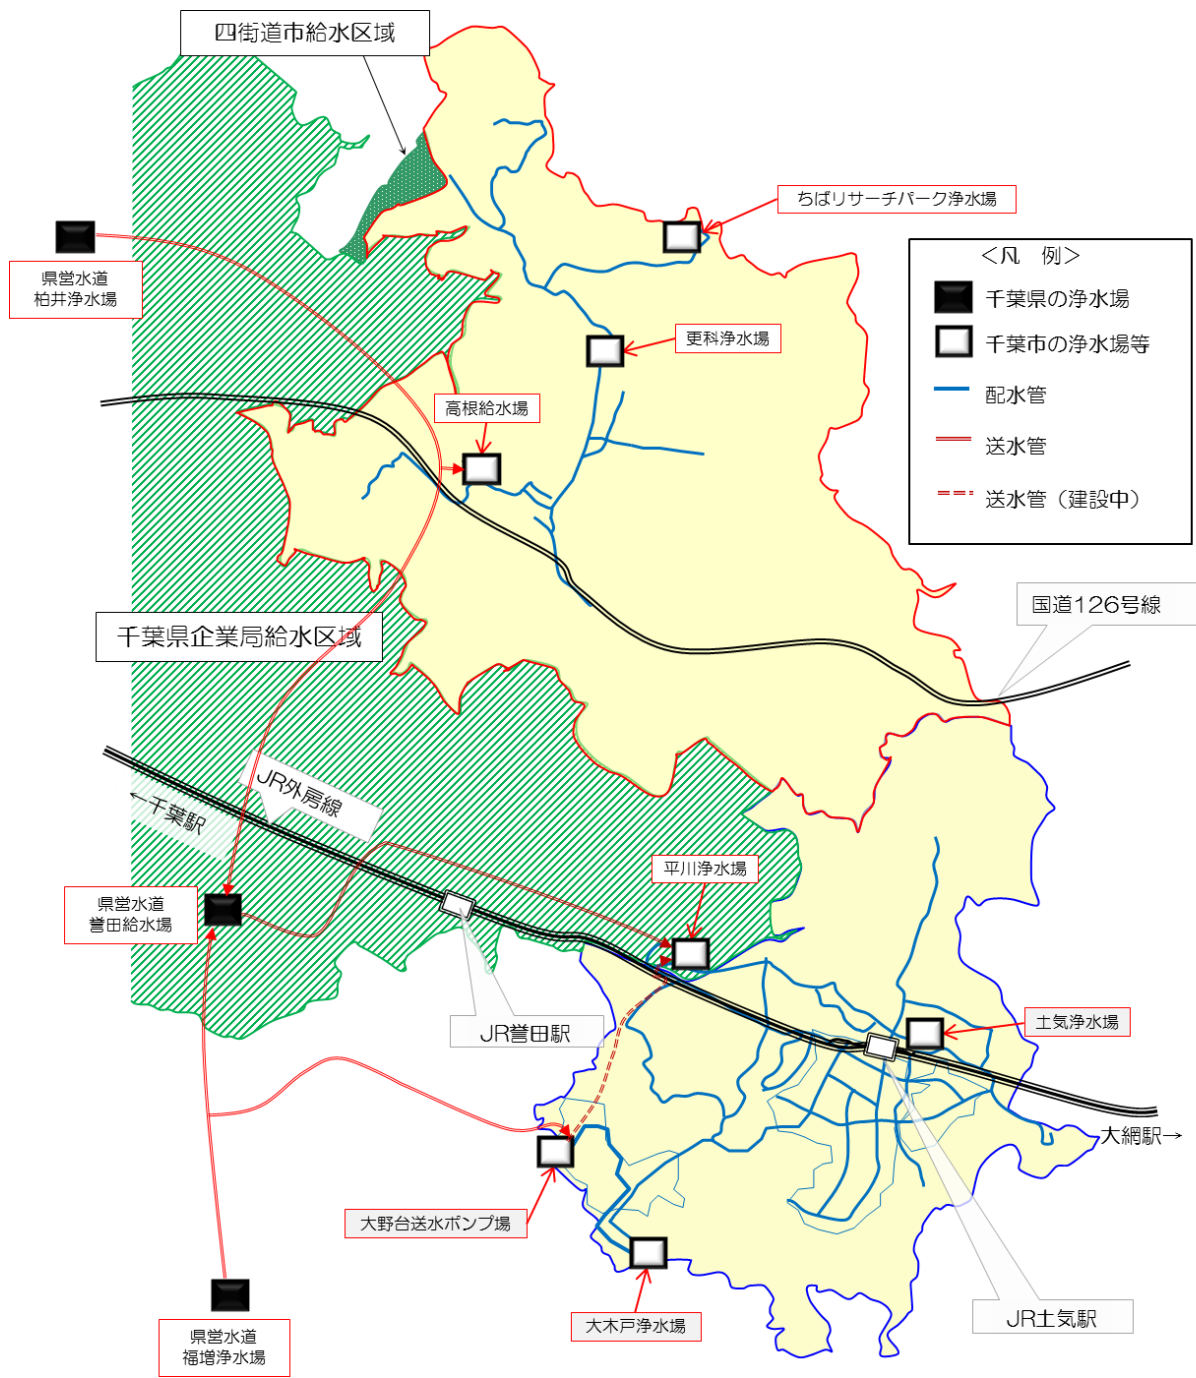 四街道市給水区域
ちばリサーチパーク浄水場
県営水道
柏井浄水場
更科浄水場
高根給水場
＜凡　例＞
千葉県の浄水場
千葉市の浄水場等
配水管
送水管
送水管（建設中）
国道126号線
千葉県企業局給水区域
JR外房線
←千葉駅
平川浄水場
県営水道
誉田給水場
JR誉田駅
土気浄水場
大網駅→
大野台送水ポンプ場
大木戸浄水場
JR土気駅
県営水道
福増浄水場